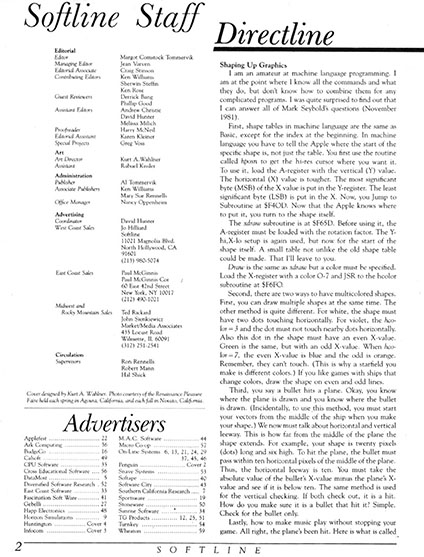 Softline Staff
Editorial
Editor Margot Comstock Tommervik
Managing Editor Jean Varven
Editorial Associate Craig Stinson
Contributing Editors Ken Williams
Sherwin Steffin
Ken Rose
Guest Reviewers Derrick Bang
Phillip Good
Assistant Editors Andrew Christie
David Hunter
Melissa Milich
Proofreader Harry McNeil
Editorial Assistant Karen Kleiner
Special Projects Greg Voss
Art
Art Director Kurt A. Wahlner
Assistant Rafael Kesler
Administration
Publisher Al Tommervik
Associate Publishers Ken Williams
Mary Sue Rennells
Office Manager Nancy Oppenheim
Advertising
Coordinator David Hunter
West Coast Sales Jo Hilliard
Softline
11021 Magnolia Blvd.
North Hollywood, CA
91601
(213) 980-5074
East Coast Sales Paul McGinnis
Paul McGinnis Co.
60 East 42nd Street
New York, NY 10017
(212) 490-1021
Midwest and
Rocky Mountain Sales Ted Rickard
John Stankowicz
Market/Media Associates
435 Locust Road
Wilmette, IL 60091
(312) 251-2541
Circulation
Supervisors Ron Rennells
Robert Mann
Hal Shick
Cover designed by Kurt A. Wahlner. Photo courtesy of the Renaissance Pleasure
Faire held each spring in Agoura, California, and each fall in Novato, California.
Advertisers
Appletree 22
Ark Computing 36
BudgeCo 16
Cahoft 49
CPU Software 35
Cross Educational Software 56
DataMost 5
Diversified Software Research 52
East Coast Software 33
Fascination Soft Ware 41
Gebelli 27
Happ Electronics 48
Horizon Simulations 9
Huntington Cover 4
Infocom Cover 3
M.A.C. Software 44
Micro Co-op 57
On-Line Systems 6, 13, 21, 24, 29
37, 45, 46
Penguin Cover 2
Stave Systems 53
Softape 40
Software City 43
Southern California Research 7
Sportsware 19
Stoneware 50
Sunrise Software 34
TG Products 12, 25, 51
Turnkey 54
Wheaton 59
Directline
Shaping Up Graphics
I am an amateur at machine language programming. I
am at the point where I know all the commands and what
they do, but don't know how to combine them for any
complicated programs. I was quite surprised to find out that
I can answer all of Mark Seybold's questions (November
1981).
First, shape tables in machine language are the same as
Basic, except for the index at the beginning. In machine
language you have to tell the Apple where the start of the
specific shape is, not just the table. You first use the routine
called hposn to get the hi-res cursor where you want it.
To use it, load the A-register with the vertical (Y) value.
The horizontal (X) value is tougher. The most significant
byte (MSB) of the X value is put in the Y-register. The least
significant byte (LSB) is put in the X. Now, you Jump to
Subroutine at $F4OD. Now that the Apple knows where
to put it, you turn to the shape itself.
The xdraw subroutine is at $F65D. Before using it, the
A-register must be loaded with the rotation factor. The Y-
lo,X-lo setup is again used, but now for the start of the
shape itself. A small table not unlike the old shape table
could be made. That I'll leave to you.
Draw is the same as xdraw but a color must be specified.
Load the X-register with a color O-7 and JSR to the hcolor
subroutine at $F6FO.
Second, there are two ways to have multicolored shapes.
First, you can draw multiple shapes at the same time. The
other method is quite different. For white, the shape must
have two dots touching horizontally. For violet, the hco-
lor=3 and the dot must not touch nearby dots horizontally.
Also this dot in the shape must have an even X-value.
Green is the same, but with an odd X-value. When hco-
lor=7, the even X-value is blue and the odd is orange.
Remember, they can't touch. (This is why a starfield you
make is different colors.) If you like games with ships that
change colors, draw the shape on even and odd lines.
Third, you say a bullet hits a plane. Okay, you know
where the plane is drawn and you know where the bullet
is drawn. (Incidentally, to use this method, you must start
your vectors from the middle of the ship when you make
your shape.) We now must talk about horizontal and vertical
leeway. This is how far from the middle of the plane the
shape extends. For example, your shape is twenty pixels
(dots) long and six high. To hit the plane, the bullet must
pass within ten horizontal pixels of the middle of the plane.
Thus, the horizontal leeway is ten. You must take the
absolute value of the bullet's X-value minus the plane's X-
value and see if it is below ten. The same method is used
for the vertical checking. If both check out, it is a hit.
How do you make sure it is a bullet that hit it? Simple.
Check for the bullet only.
Lastly, how to make music play without stopping your
game. All right, the plane's been hit. Here is what is called
2
SOFTLINE